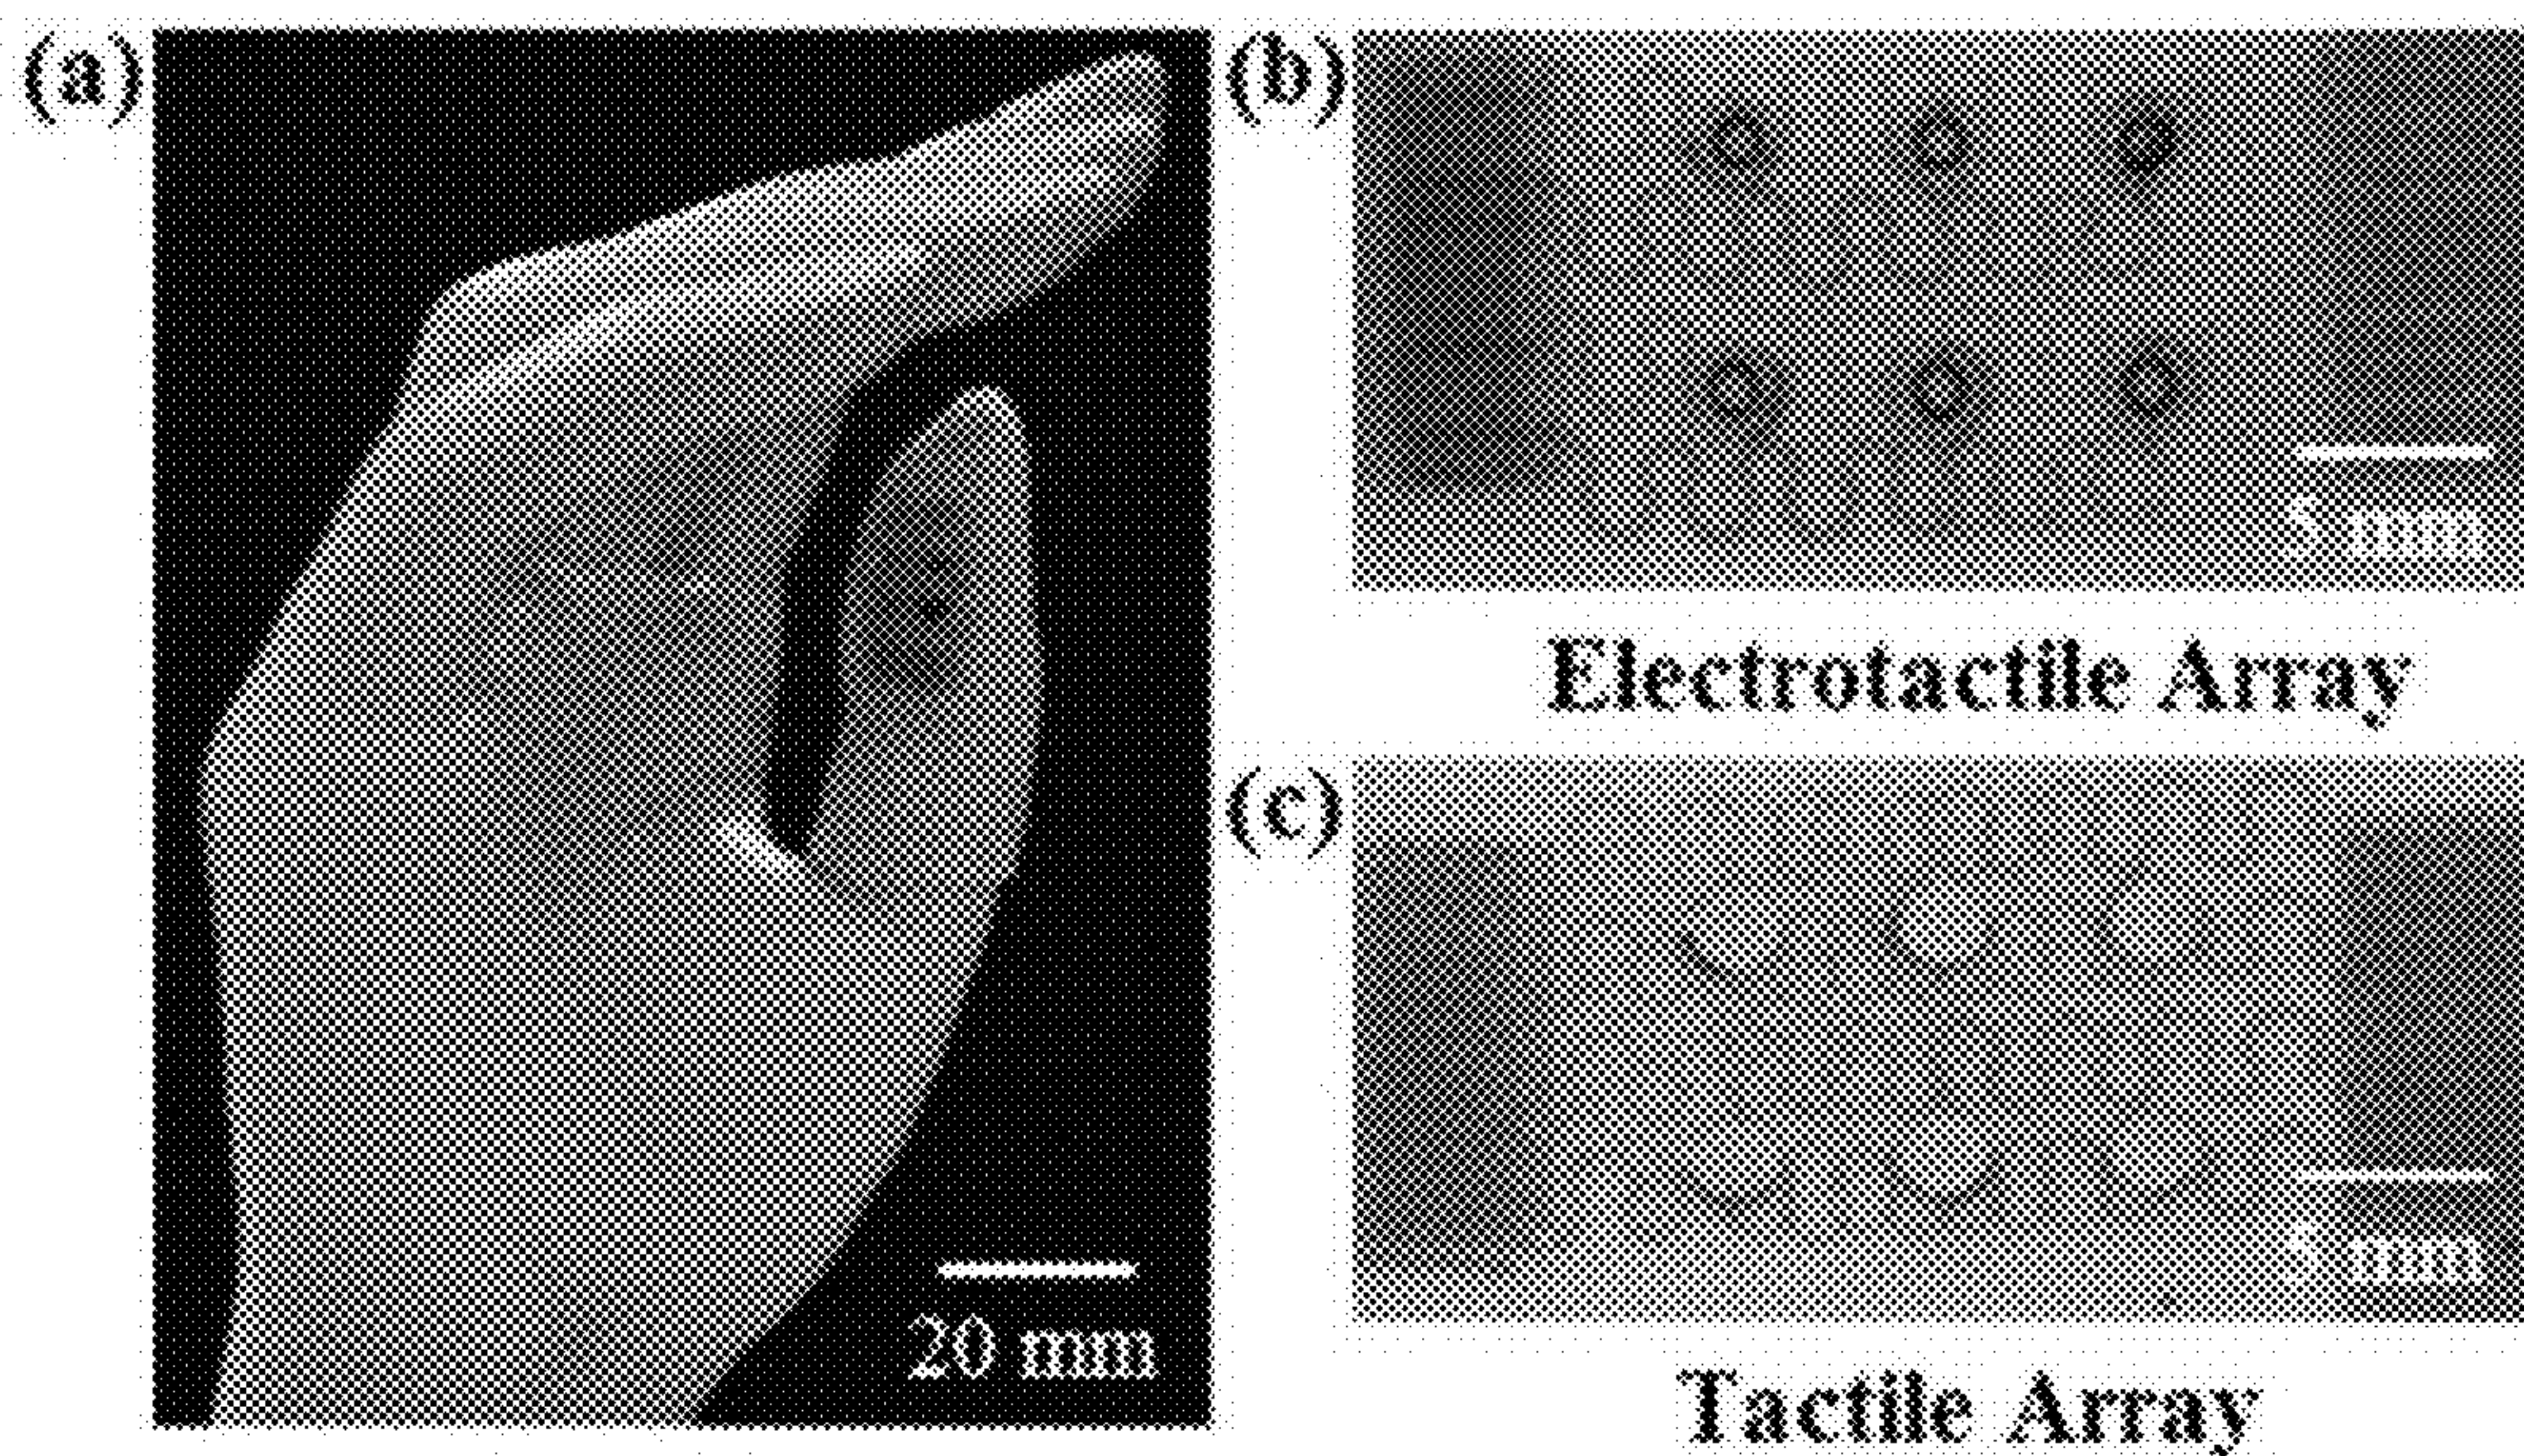 (a)
20 mm
(b)
5 mm
Electrotactile Array
(c)
5 mm
Tactile Array